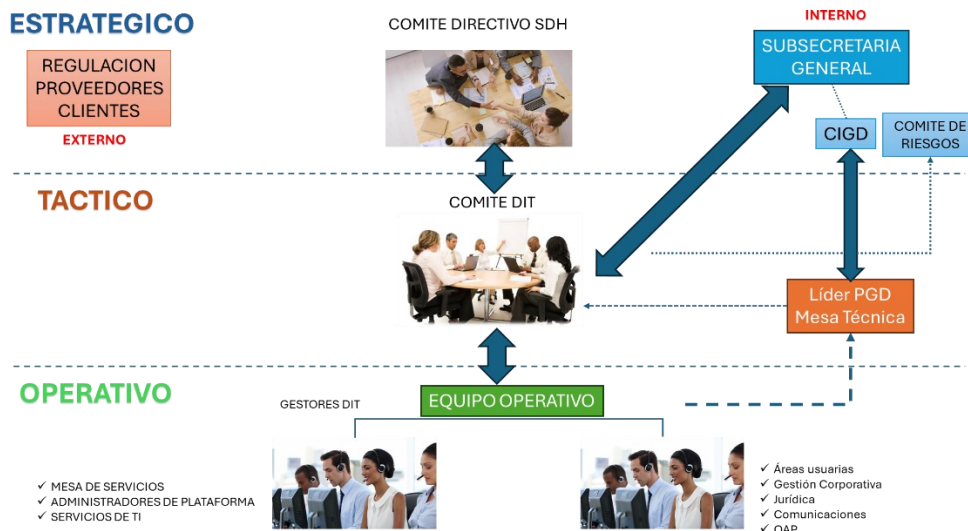 ESTRATEGICO
COMITE DIRECTIVO SDH
INTERNO
SUBSECRETARIA
GENERAL
REGULACION
PROVEEDORES
CLIENTES
EXTERNO
CIGD
COMITE DE
RIESGOS
TACTICO
COMITE DIT
Líder PGD
Mesa Técnica
OPERATIVO
GESTORES DIT
EQUIPO OPERATIVO
✓ MESA DE SERVICIOS
✓ ADMINISTRADORES DE PLATAFORMA
✓ SERVICIOS DE TI
✓ Áreas usuarias
✓ Gestión Corporativa
✓ Jurídica
✓ Comunicaciones
✓ OAP